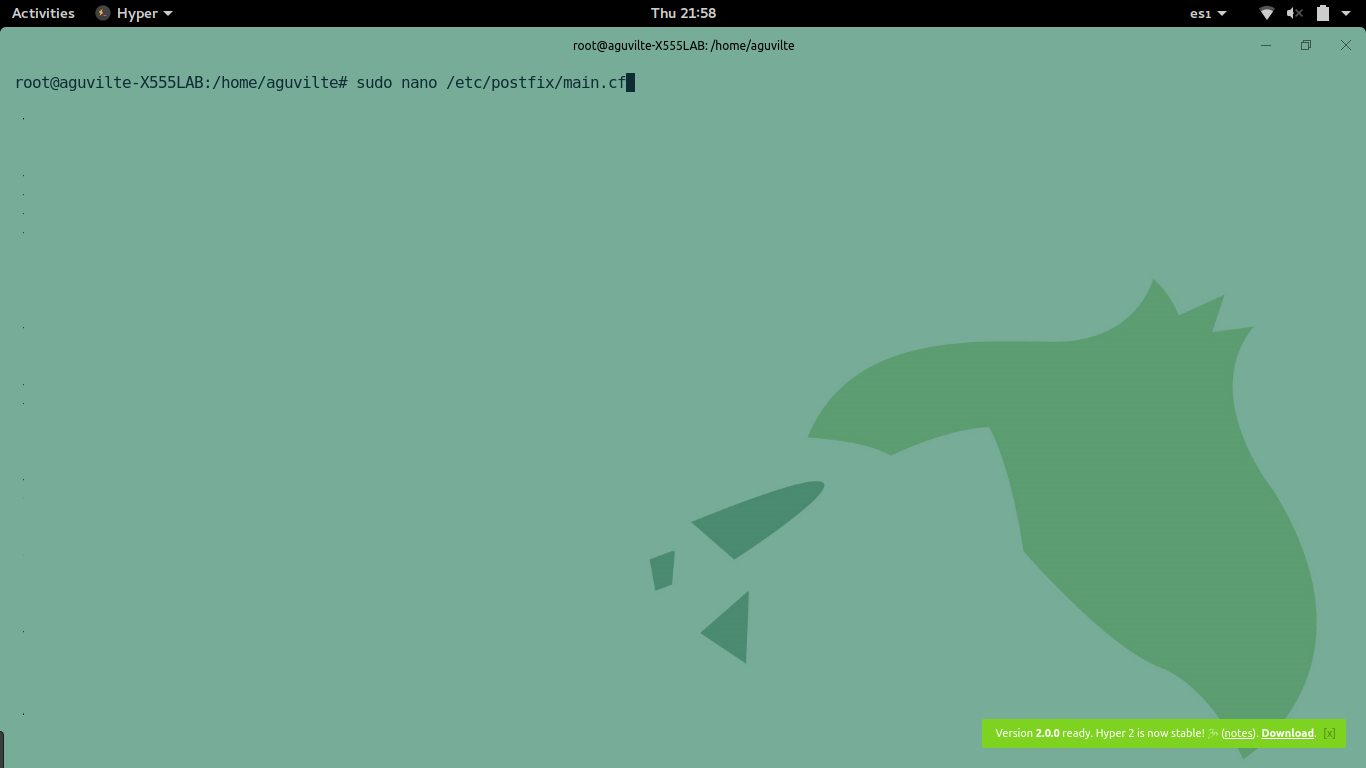 Activities Hyper Thu 21:58 es1
root@aguvilte-X555LAB: /home/aguvilte
root@aguvilte-X555LAB:/home/aguvilte# sudo nano /etc/postfix/main.cf
Version 2.0.0 ready. Hyper 2 is now stable! (notes). Download. [x]